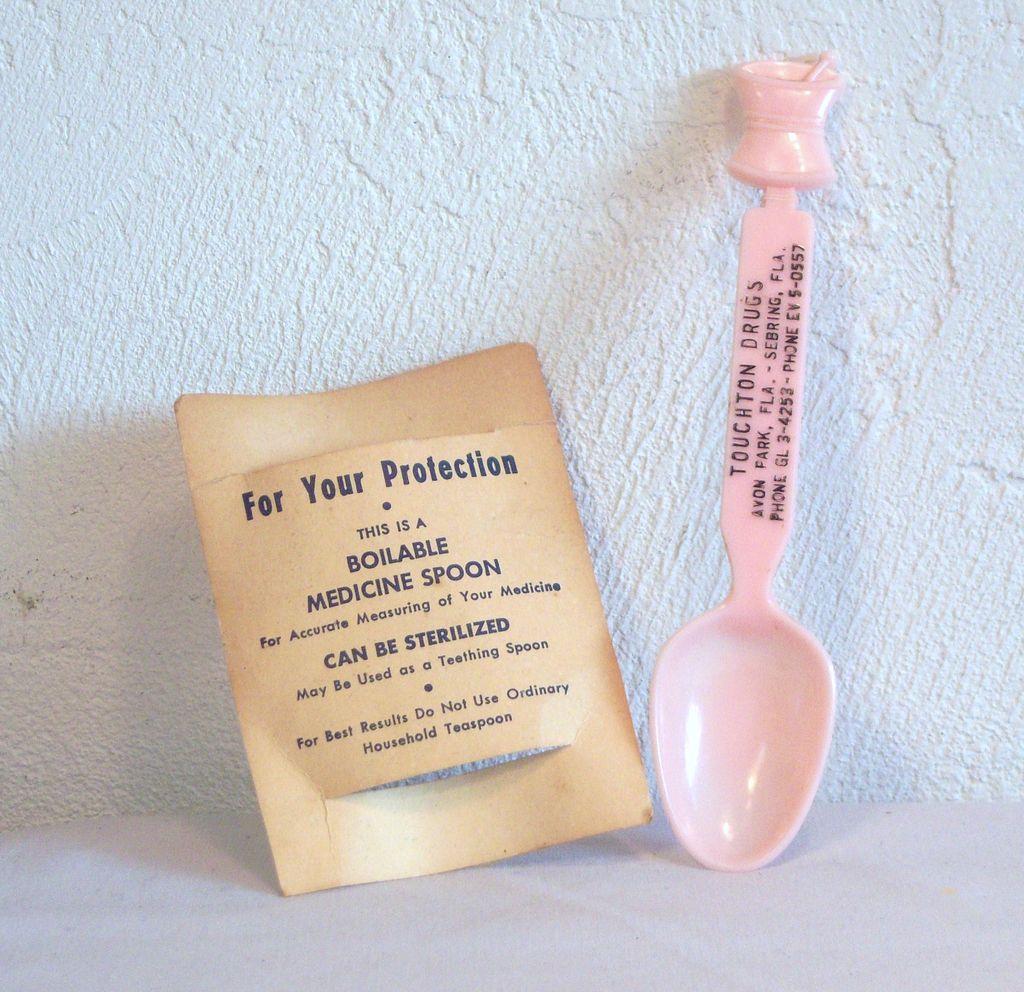 For Your Protection
•
THIS IS A
BOILABLE
MEDICINE SPOON
For Accurate Measuring of Your Medicine
CAN BE STERILIZED
May Be Used as a Teething Spoon
•
For Best Results Do Not Use Ordinary
Household Teaspoon
TOUCHTON DRUGS
AVON PARK, FLA. - SEBRING, FLA.
PHONE GL 3-4253 - PHONE EV 5-0557